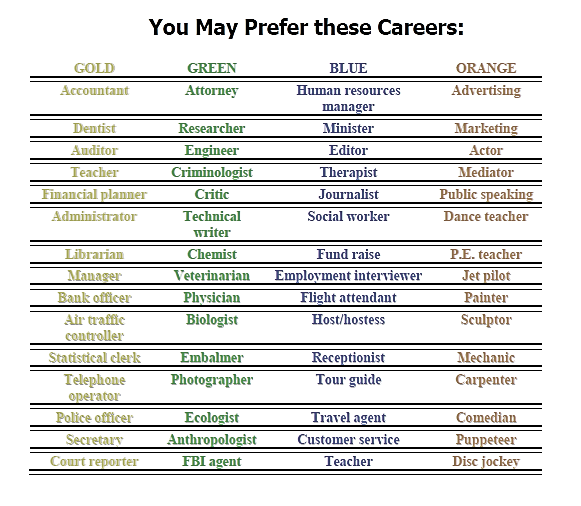 You May Prefer these Careers:
GOLD GREEN BLUE ORANGE
Accountant Attorney Human resources Advertising
manager
Dentist Researcher Minister Marketing
Auditor Engineer Editor Actor
Teacher Criminologist Therapist Mediator
Financial planner Critic Journalist Public speaking
Administrator Technical Social worker Dance teacher
writer
Librarian Chemist Fund raise P.E. teacher
Manager Veterinarian Employment interviewer Jet pilot
Bank officer Physician Flight attendant Painter
Air traffic Biologist Host/hostess Sculptor
controller
Statistical clerk Embalmer Receptionist Mechanic
Telephone Photographer Tour guide Carpenter
operator
Police officer Ecologist Travel agent Comedian
Secretary Anthropologist Customer service Puppeteer
Court reporter FBI agent Teacher Disc jockey